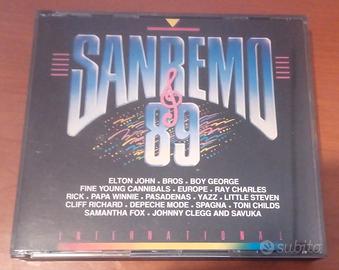 SANREMO
89
ELTON JOHN • BROS • BOY GEORGE
FINE YOUNG CANNIBALS • EUROPE • RAY CHARLES
RICK • PAPA WINNIE • PASADENAS • YAZZ • LITTLE STEVEN
CLIFF RICHARD • DEPECHE MODE • SPAGNA • TONI CHILDS
SAMANTHA FOX • JOHNNY CLEGG AND SAVUKA
INTERNATIONAL
subito